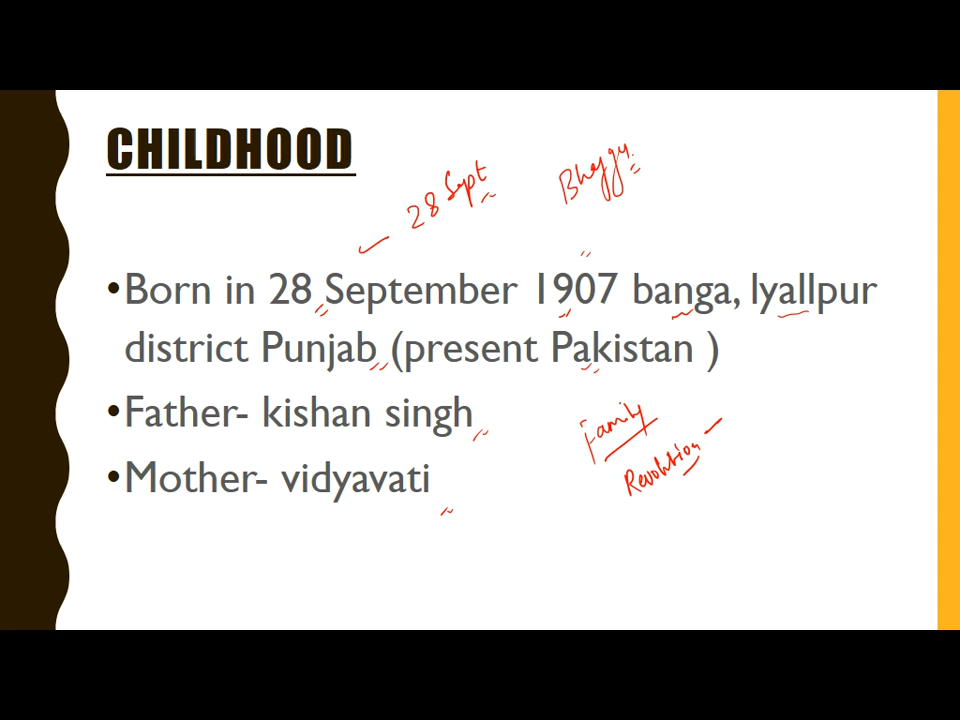 CHILDHOOD
28 Sept
•Born in 28 September 1907 banga, lyallpur
district Punjab (present Pakistan )
•Father- kishan singh
Family
•Mother- vidyavati
Revolution